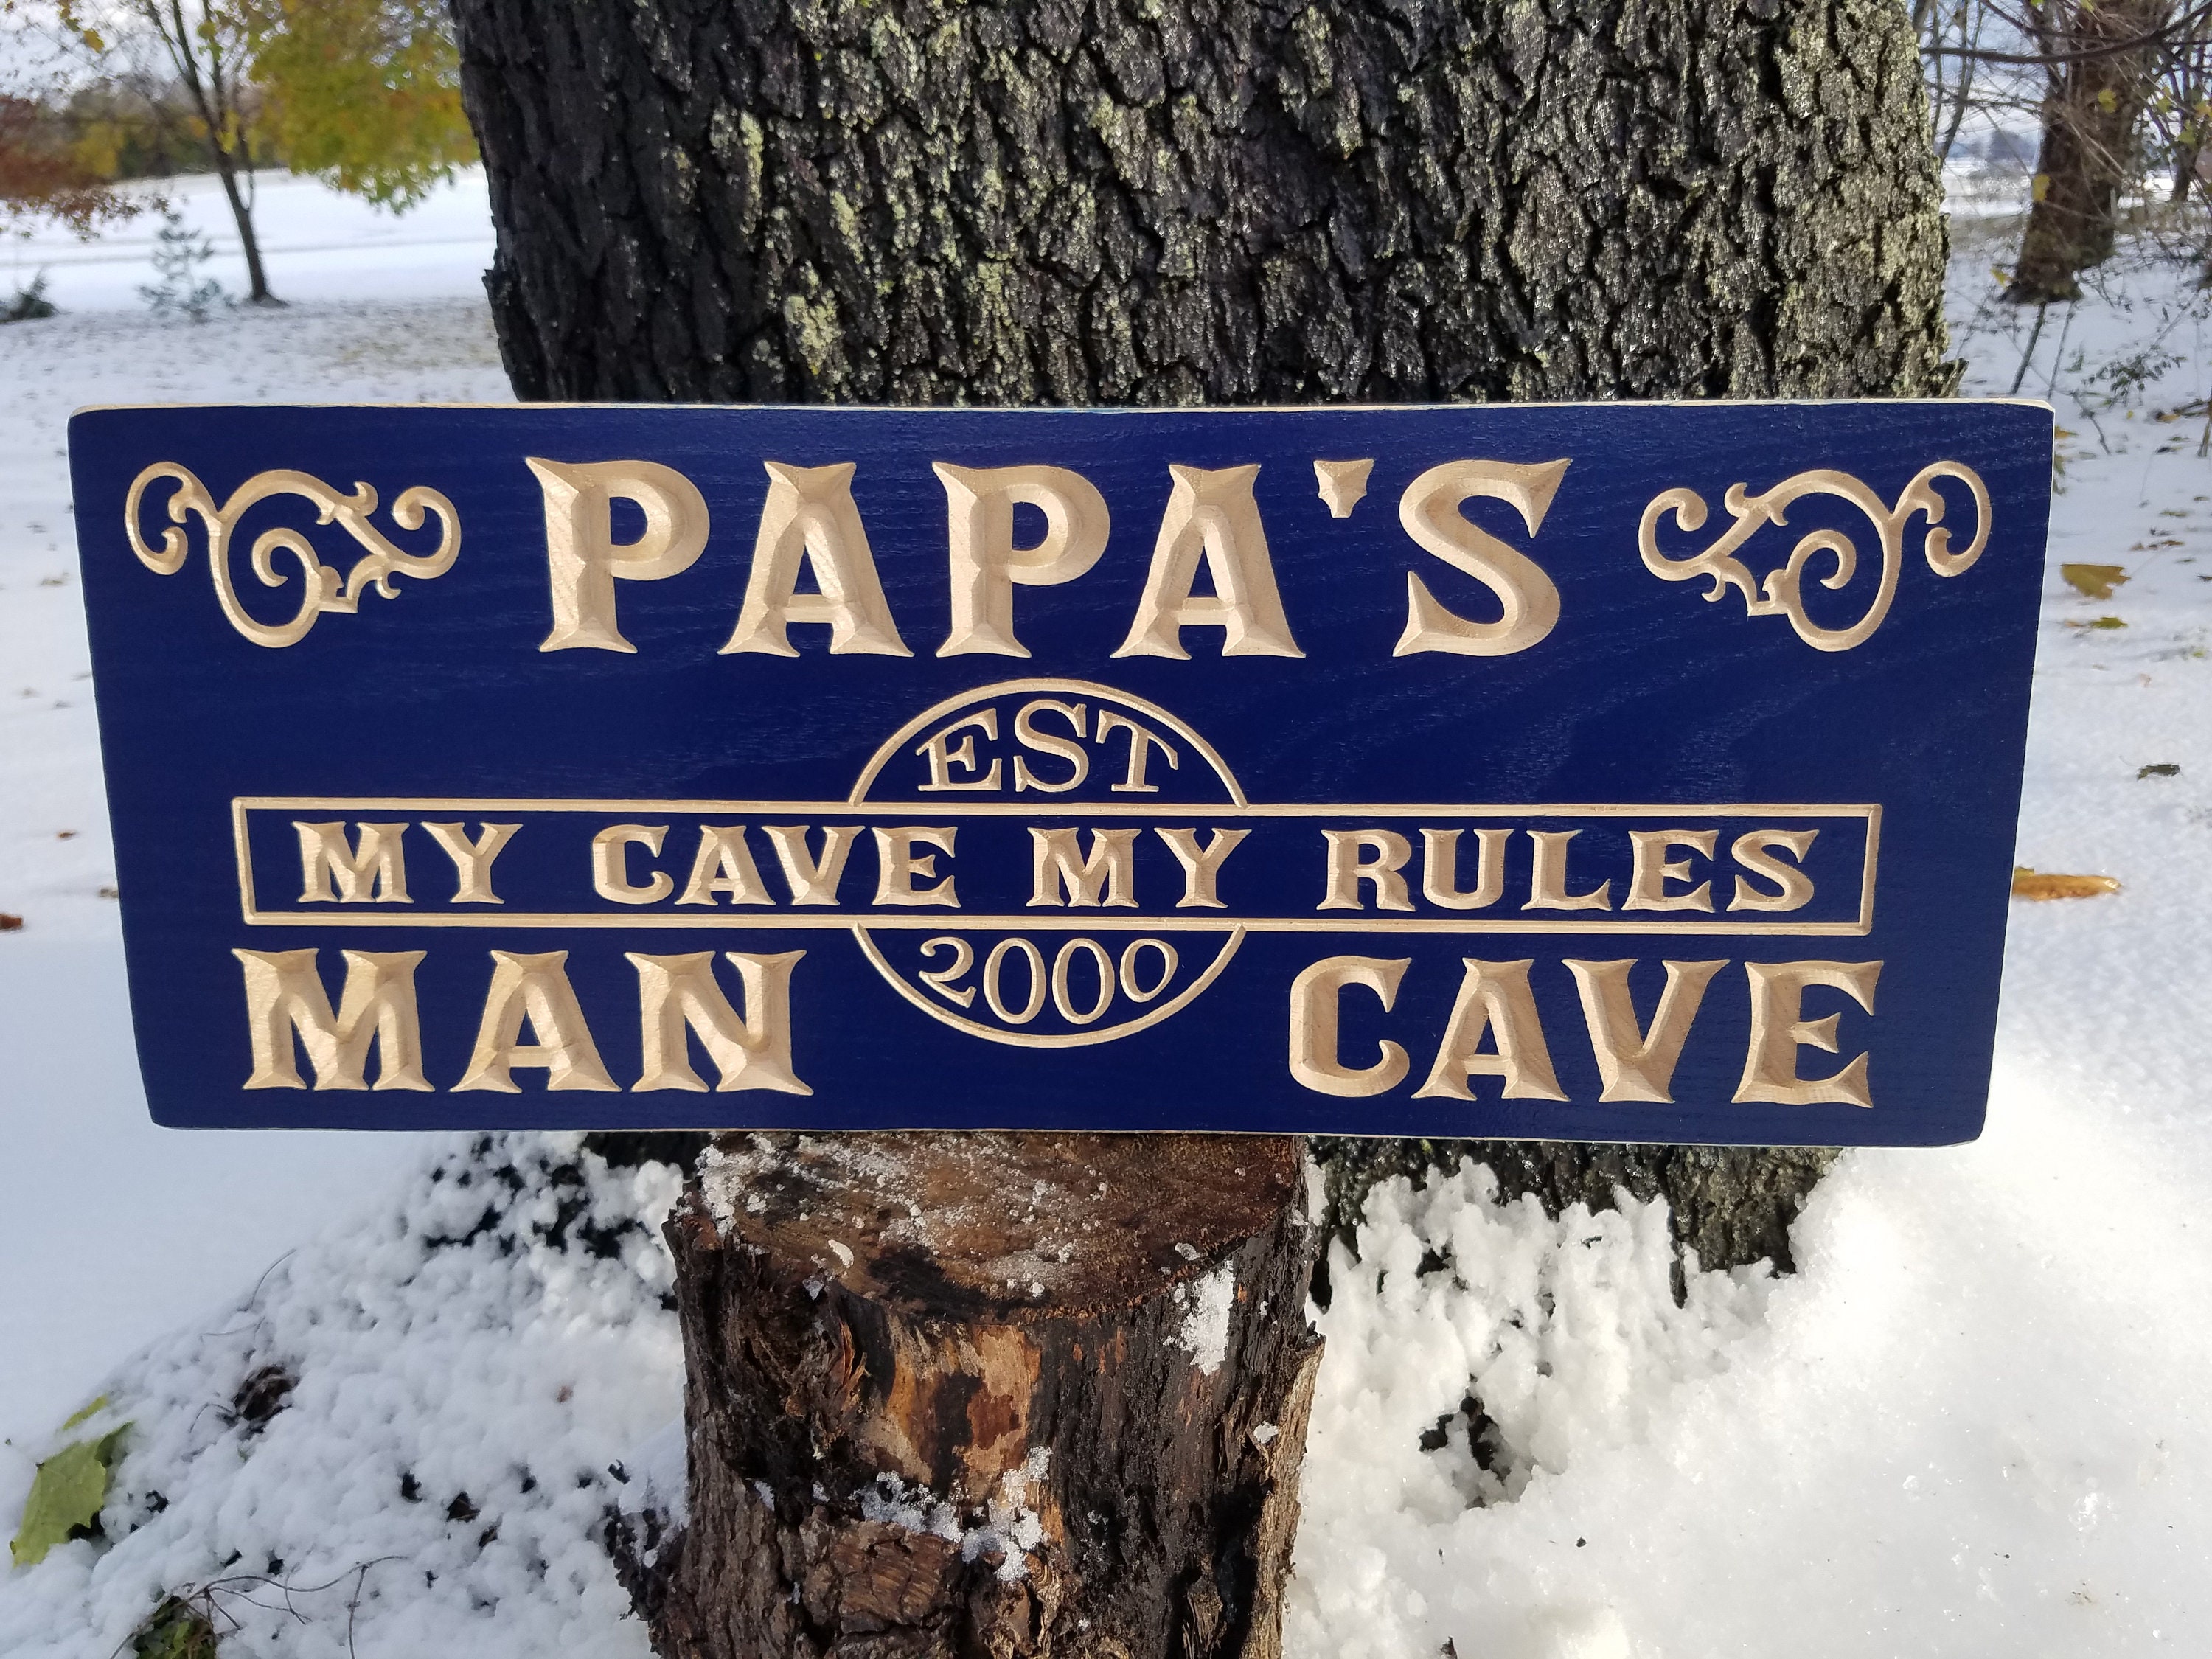 PAPA'S
EST
MY CAVE MY RULES
2000
MAN CAVE